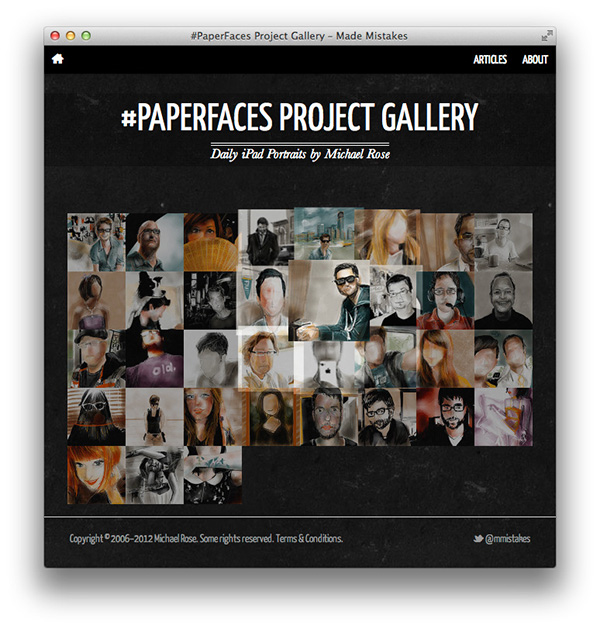 #PaperFaces Project Gallery – Made Mistakes
ARTICLES ABOUT
#PAPERFACES PROJECT GALLERY
Daily iPad Portraits by Michael Rose
old.
Copyright © 2006–2012 Michael Rose. Some rights reserved. Terms & Conditions.
@mmistakes